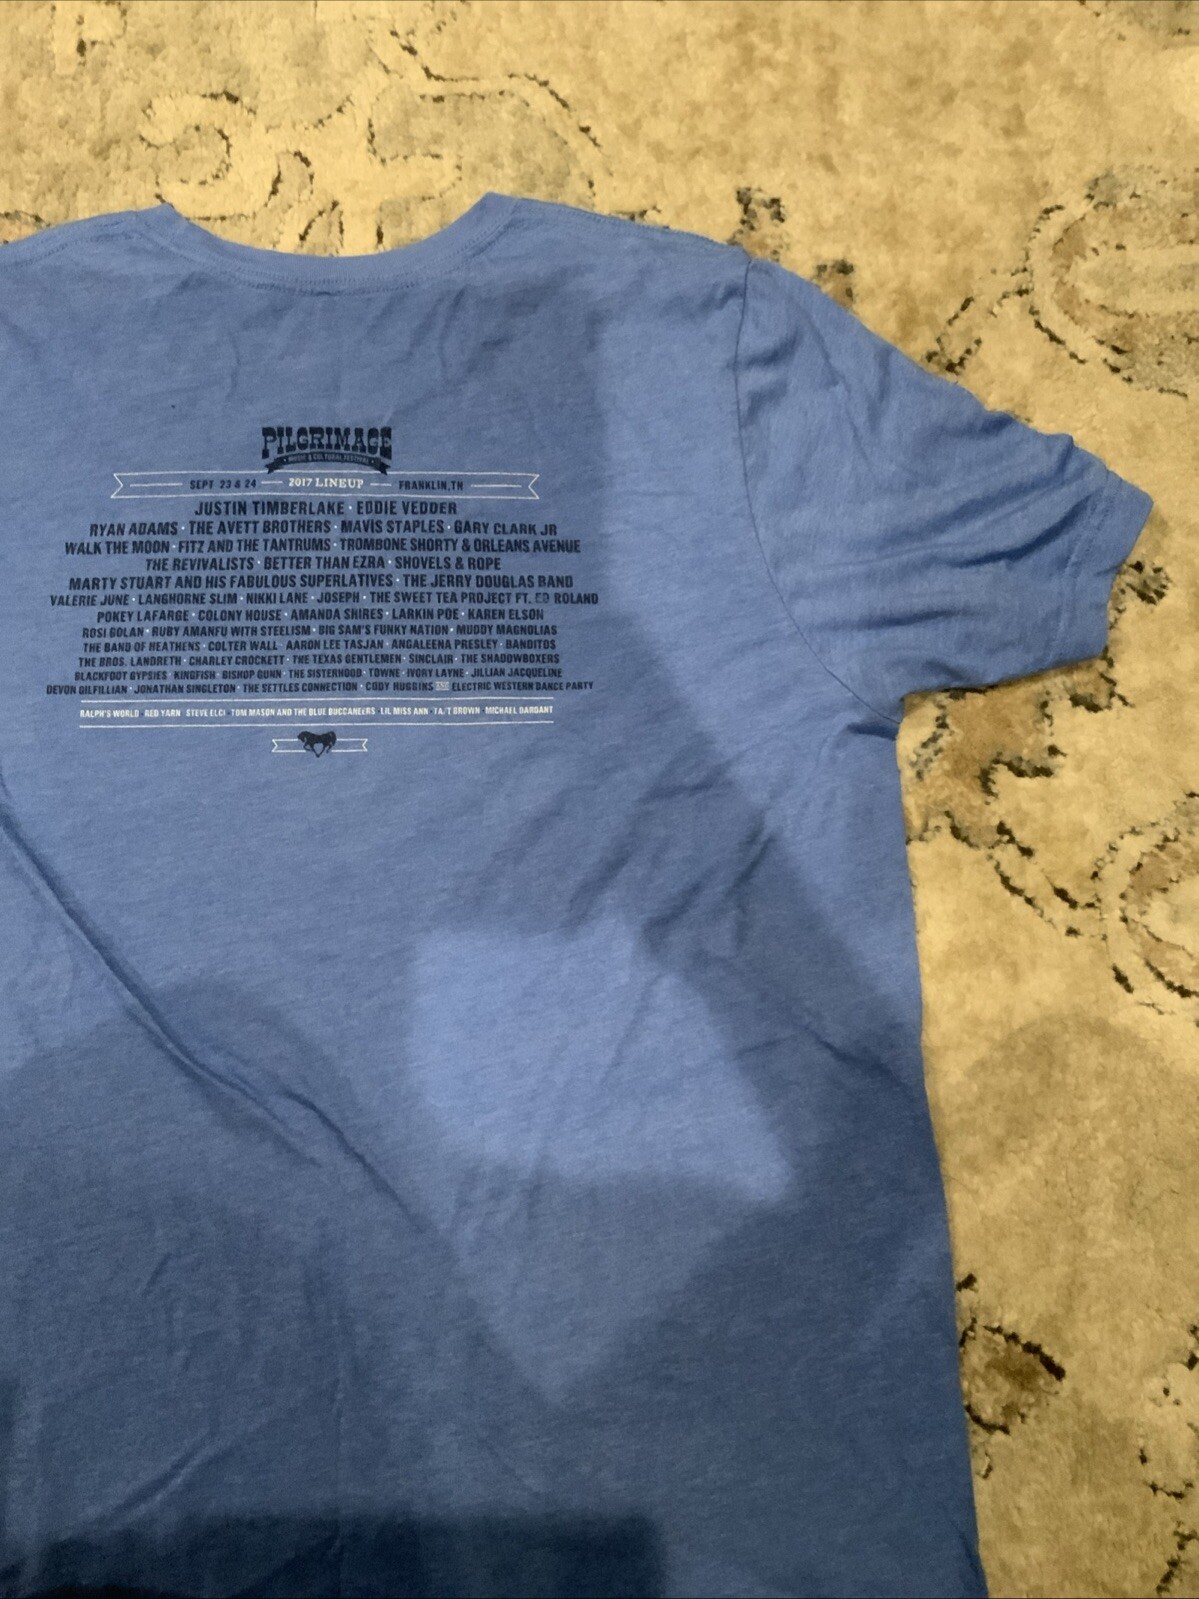 PILGRIMAGE
MUSIC & CULTURAL FESTIVAL
SEPT 23 & 24 — 2017 LINEUP — FRANKLIN, TN
JUSTIN TIMBERLAKE · EDDIE VEDDER
RYAN ADAMS · THE AVETT BROTHERS · MAVIS STAPLES · GARY CLARK JR
WALK THE MOON · FITZ AND THE TANTRUMS · TROMBONE SHORTY & ORLEANS AVENUE
THE REVIVALISTS · BETTER THAN EZRA · SHOVELS & ROPE
MARTY STUART AND HIS FABULOUS SUPERLATIVES · THE JERRY DOUGLAS BAND
VALERIE JUNE · LANGHORNE SLIM · NIKKI LANE · JOSEPH · THE SWEET TEA PROJECT FT. ED ROLAND
POKEY LAFARGE · COLONY HOUSE · AMANDA SHIRES · LARKIN POE · KAREN ELSON
ROSI GOLAN · RUBY AMANFU WITH STEELISM · BIG SAM'S FUNKY NATION · MUDDY MAGNOLIAS
THE BAND OF HEATHENS · COLTER WALL · AARON LEE TASJAN · ANGALEENA PRESLEY · BANDITOS
THE BROS. LANDRETH · CHARLEY CROCKETT · THE TEXAS GENTLEMEN · SINCLAIR · THE SHADOWBOXERS
BLACKFOOT GYPSIES · KINGFISH · BISHOP GUNN · THE SISTERHOOD · TOWNE · IVORY LAYNE · JILLIAN JACQUELINE
DEVON GILFILLIAN · JONATHAN SINGLETON · THE SETTLES CONNECTION · CODY HUGGINS AND ELECTRIC WESTERN DANCE PARTY
RALPH'S WORLD · RED YARN · STEVE ELCI · TOM MASON AND THE BLUE BUCCANEERS · LIL MISS ANN · BROWN · MICHAEL